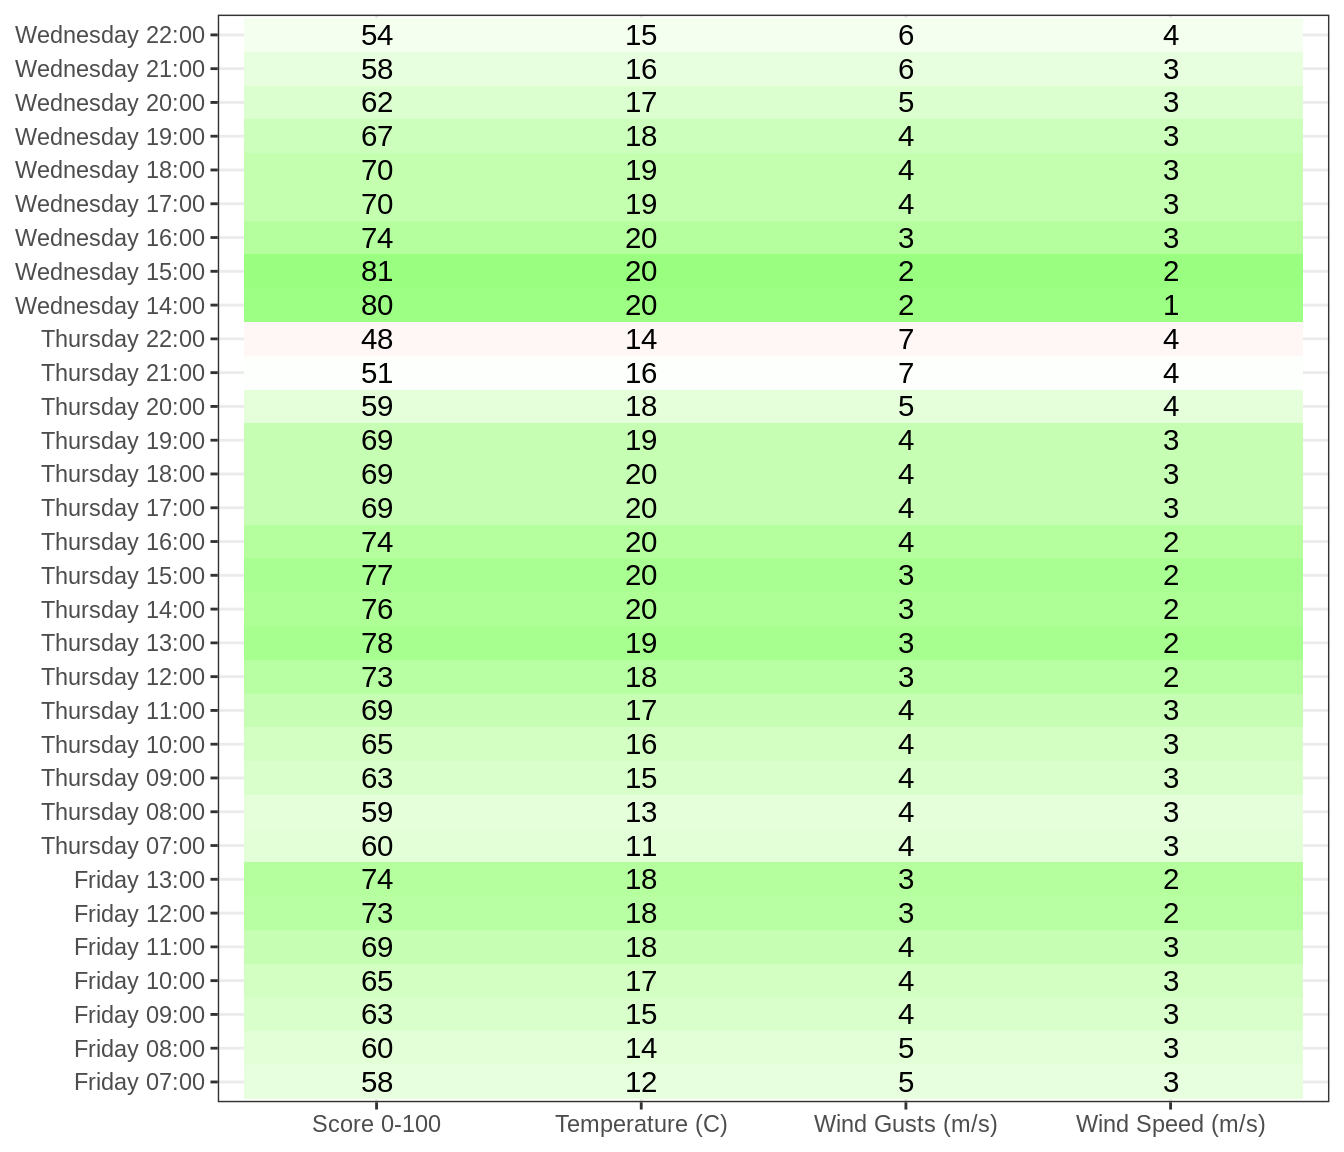 Wednesday 22:00 54 15 6 4
Wednesday 21:00 58 16 6 3
Wednesday 20:00 62 17 5 3
Wednesday 19:00 67 18 4 3
Wednesday 18:00 70 19 4 3
Wednesday 17:00 70 19 4 3
Wednesday 16:00 74 20 3 3
Wednesday 15:00 81 20 2 2
Wednesday 14:00 80 20 2 1
Thursday 22:00 48 14 7 4
Thursday 21:00 51 16 7 4
Thursday 20:00 59 18 5 4
Thursday 19:00 69 19 4 3
Thursday 18:00 69 20 4 3
Thursday 17:00 69 20 4 3
Thursday 16:00 74 20 4 2
Thursday 15:00 77 20 3 2
Thursday 14:00 76 20 3 2
Thursday 13:00 78 19 3 2
Thursday 12:00 73 18 3 2
Thursday 11:00 69 17 4 3
Thursday 10:00 65 16 4 3
Thursday 09:00 63 15 4 3
Thursday 08:00 59 13 4 3
Thursday 07:00 60 11 4 3
Friday 13:00 74 18 3 2
Friday 12:00 73 18 3 2
Friday 11:00 69 18 4 3
Friday 10:00 65 17 4 3
Friday 09:00 63 15 4 3
Friday 08:00 60 14 5 3
Friday 07:00 58 12 5 3
Score 0-100 Temperature (C) Wind Gusts (m/s) Wind Speed (m/s)